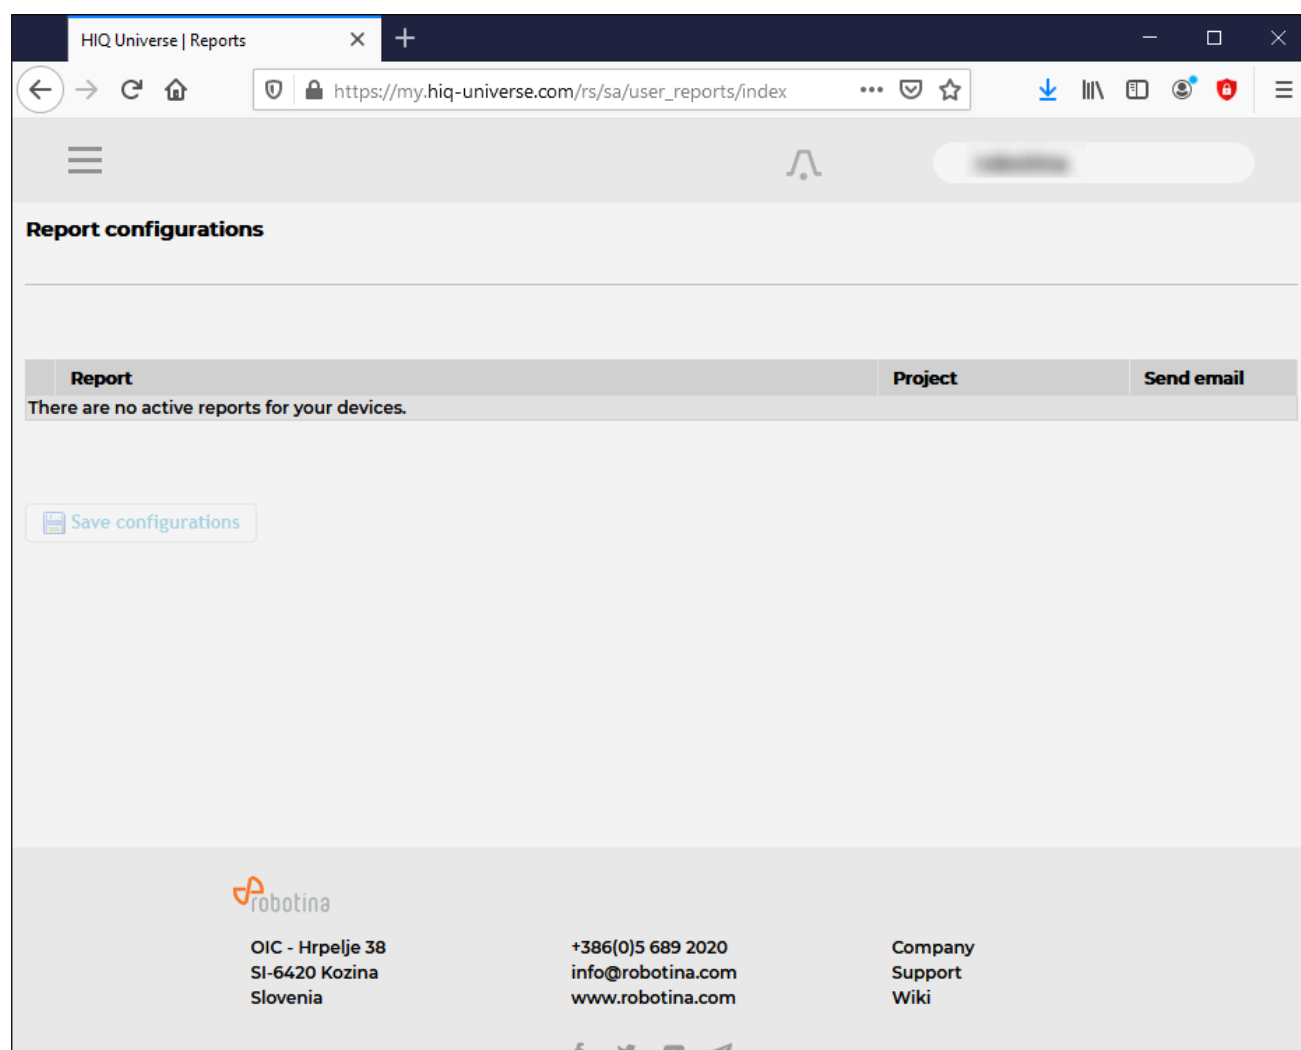 HIQ Universe | Reports
https://my.hiq-universe.com/rs/sa/user_reports/index
Report configurations
Report Project Send email
There are no active reports for your devices.
Save configurations
robotina
OIC - Hrpelje 38 +386(0)5 689 2020 Company
SI-6420 Kozina info@robotina.com Support
Slovenia www.robotina.com Wiki